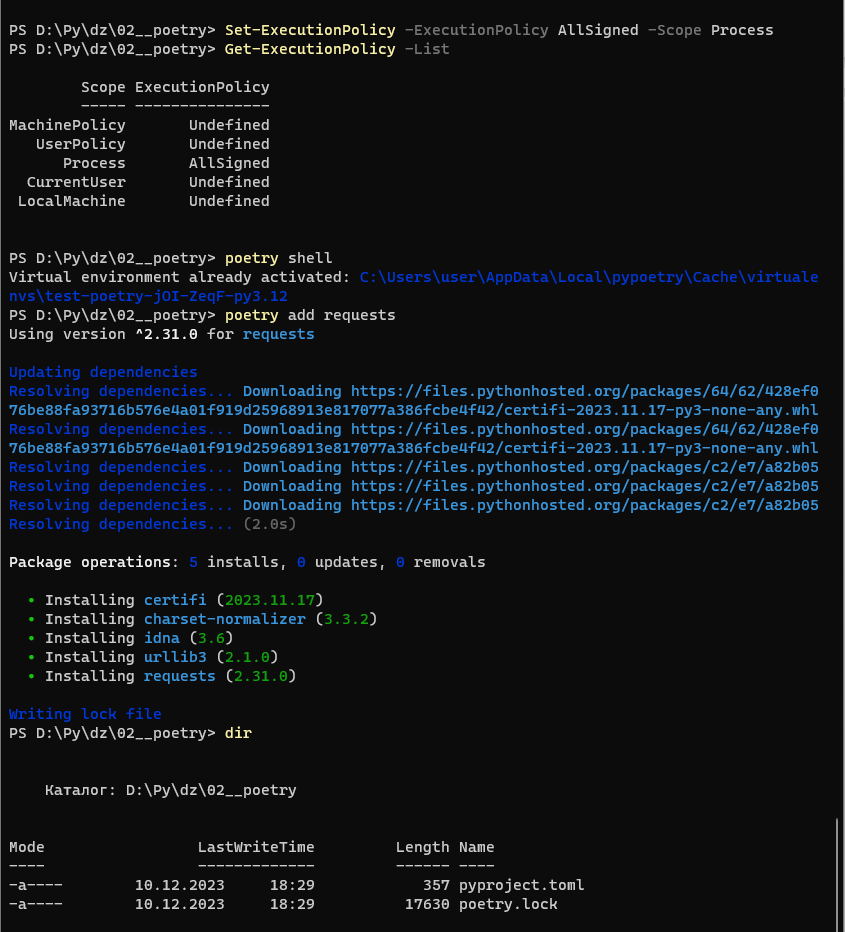 PS D:\Py\dz\02__poetry> Set-ExecutionPolicy -ExecutionPolicy AllSigned -Scope Process
PS D:\Py\dz\02__poetry> Get-ExecutionPolicy -List
Scope ExecutionPolicy
----- ---------------
MachinePolicy Undefined
UserPolicy Undefined
Process AllSigned
CurrentUser Undefined
LocalMachine Undefined
PS D:\Py\dz\02__poetry> poetry shell
Virtual environment already activated: C:\Users\user\AppData\Local\pypoetry\Cache\virtuale
nvs\test-poetry-jOI-ZeqF-py3.12
PS D:\Py\dz\02__poetry> poetry add requests
Using version ^2.31.0 for requests
Updating dependencies
Resolving dependencies... Downloading https://files.pythonhosted.org/packages/64/62/428ef0
76be88fa93716b576e4a01f919d25968913e817077a386fcbe4f42/certifi-2023.11.17-py3-none-any.whl
Resolving dependencies... Downloading https://files.pythonhosted.org/packages/64/62/428ef0
76be88fa93716b576e4a01f919d25968913e817077a386fcbe4f42/certifi-2023.11.17-py3-none-any.whl
Resolving dependencies... Downloading https://files.pythonhosted.org/packages/c2/e7/a82b05
Resolving dependencies... Downloading https://files.pythonhosted.org/packages/c2/e7/a82b05
Resolving dependencies... Downloading https://files.pythonhosted.org/packages/c2/e7/a82b05
Resolving dependencies... (2.0s)
Package operations: 5 installs, 0 updates, 0 removals
• Installing certifi (2023.11.17)
• Installing charset-normalizer (3.3.2)
• Installing idna (3.6)
• Installing urllib3 (2.1.0)
• Installing requests (2.31.0)
Writing lock file
PS D:\Py\dz\02__poetry> dir
Каталог: D:\Py\dz\02__poetry
Mode LastWriteTime Length Name
---- ------------- ------ ----
-a---- 10.12.2023 18:29 357 pyproject.toml
-a---- 10.12.2023 18:29 17630 poetry.lock